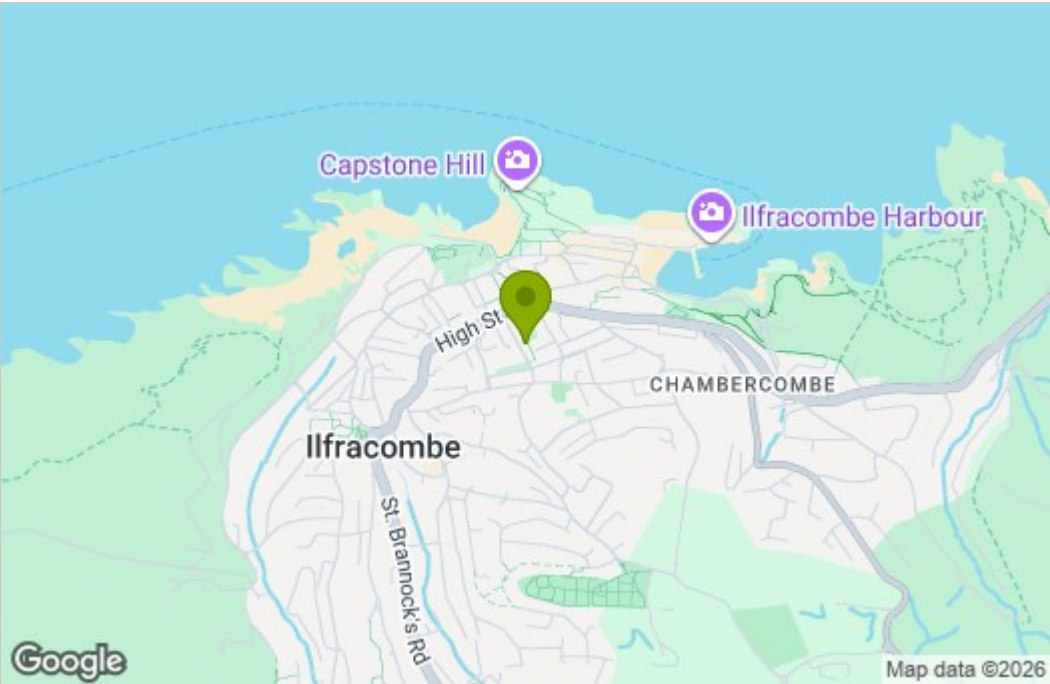 Capstone Hill
Ilfracombe Harbour
High St
CHAMBERCOMBE
Ilfracombe
St. Brannock's Rd
Google
Map data ©2026